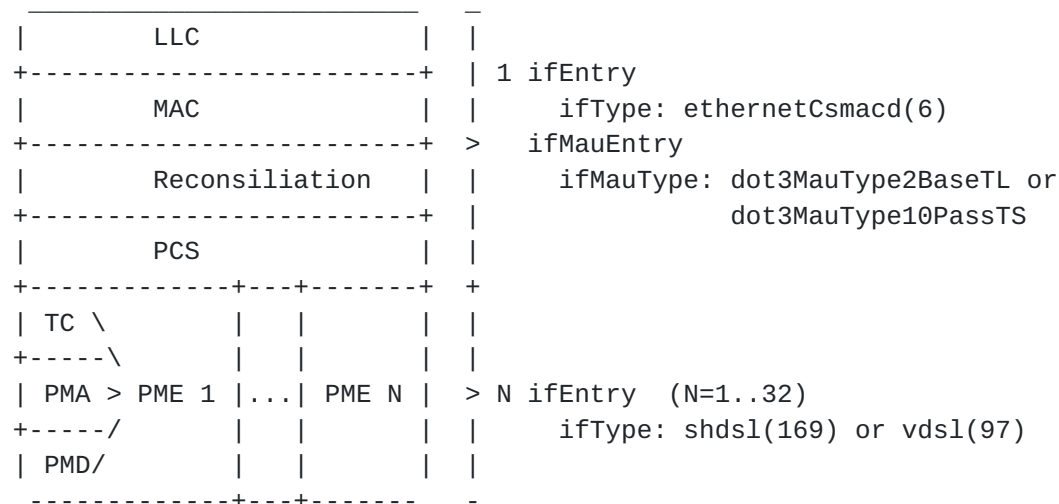 _________________________   _
|         LLC             |  |
+-------------------------+  | 1 ifEntry
|         MAC             |  |     ifType: ethernetCsmacd(6)
+-------------------------+  >   ifMauEntry
|         Reconsiliation  |  |     ifMauType: dot3MauType2BaseTL or
+-------------------------+  |                dot3MauType10PassTS
|         PCS             |  |
+-------------+---+-------+  +
| TC \        |   |       |  |
+-----\       |   |       |  |
| PMA > PME 1 |...| PME N |  > N ifEntry  (N=1..32)
+-----/       |   |       |  |     ifType: shdsl(169) or vdsl(97)
| PMD/        |   |       |  |
 -------------+---+-------   -